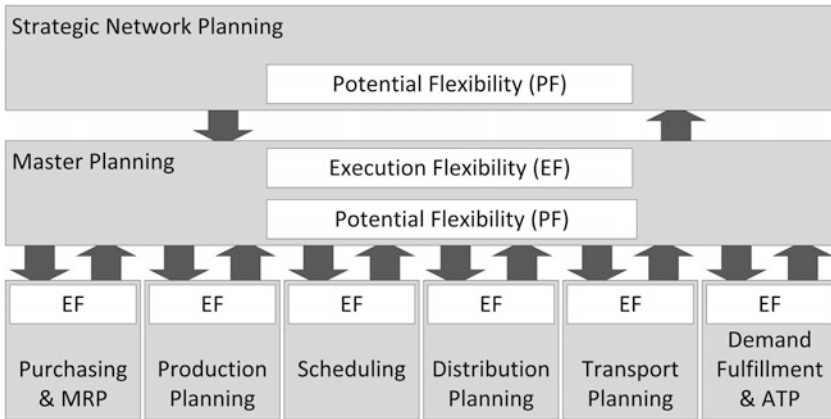 Strategic Network Planning
Potential Flexibility (PF)
Master Planning
Execution Flexibility (EF)
Potential Flexibility (PF)
EF
Purchasing
& MRP
EF
Production
Planning
EF
Scheduling
EF
Distribution
Planning
EF
Transport
Planning
EF
Demand
Fulfillment
& ATP